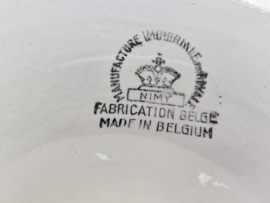 MANUFACTURE IMPERIALE ROYALE
NIMY
FABRICATION BELGE
MADE IN BELGIUM